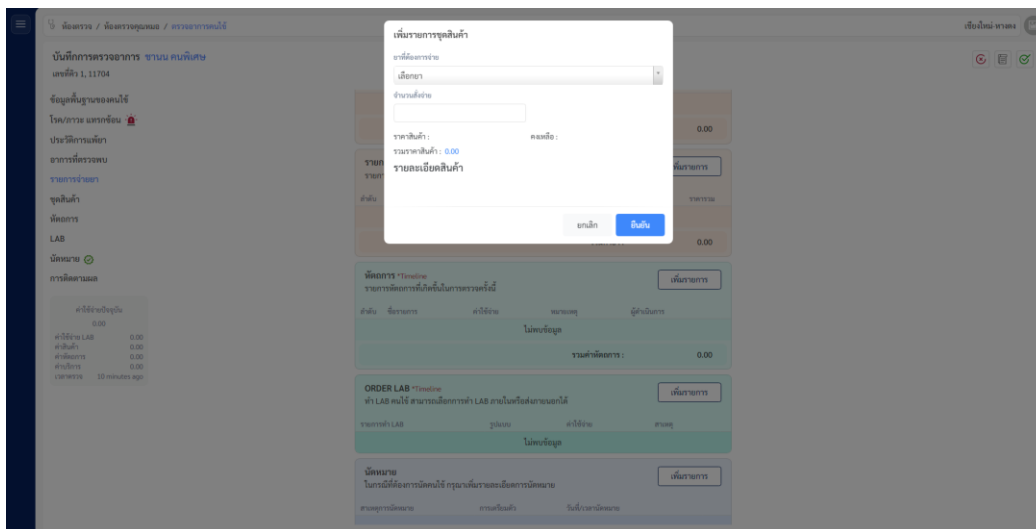 ห้องตรวจ / ห้องตรวจคุณหมอ / ตรวจอาการคนไข้
เชียงใหม่ หางดง
บันทึกการตรวจอาการ ชานน คนพิเศษ
เลขที่คิว 1, 11704
ข้อมูลพื้นฐานของคนไข้
โรค/ภาวะ แทรกซ้อน
ประวัติการแพ้ยา
อาการที่ตรวจพบ
รายการจ่ายยา
ชุดสินค้า
หัตถการ
LAB
นัดหมาย
การติดตามผล
ค่าใช้จ่ายปัจจุบัน
0.00
ค่าใช้จ่าย LAB 0.00
ค่าสินค้า 0.00
ค่าหัตถการ 0.00
ค่าบริการ 0.00
เวลาตรวจ 10 minutes ago
เพิ่มรายการชุดสินค้า
ยาที่ต้องการจ่าย
เลือกยา
จำนวนสั่งจ่าย
ราคาสินค้า : คงเหลือ :
รวมราคาสินค้า : 0.00
รายละเอียดสินค้า
ยกเลิก ยืนยัน
0.00
เพิ่มรายการ
ลำดับ ราคารวม
0.00
หัตถการ *Timeline
รายการหัตถการที่เกิดขึ้นในการตรวจครั้งนี้
เพิ่มรายการ
ลำดับ ชื่อรายการ ค่าใช้จ่าย หมายเหตุ ผู้ดำเนินการ
ไม่พบข้อมูล
รวมค่าหัตถการ : 0.00
ORDER LAB *Timeline
ทำ LAB คนไข้ สามารถเลือกการทำ LAB ภายในหรือส่งภายนอกได้
เพิ่มรายการ
รายการทำ LAB รูปแบบ ค่าใช้จ่าย สาเหตุ
ไม่พบข้อมูล
นัดหมาย
ในกรณีที่ต้องการนัดคนไข้ กรุณาเพิ่มรายละเอียดการนัดหมาย
เพิ่มรายการ
สาเหตุการนัดหมาย การเตรียมตัว วันที่/เวลานัดหมาย